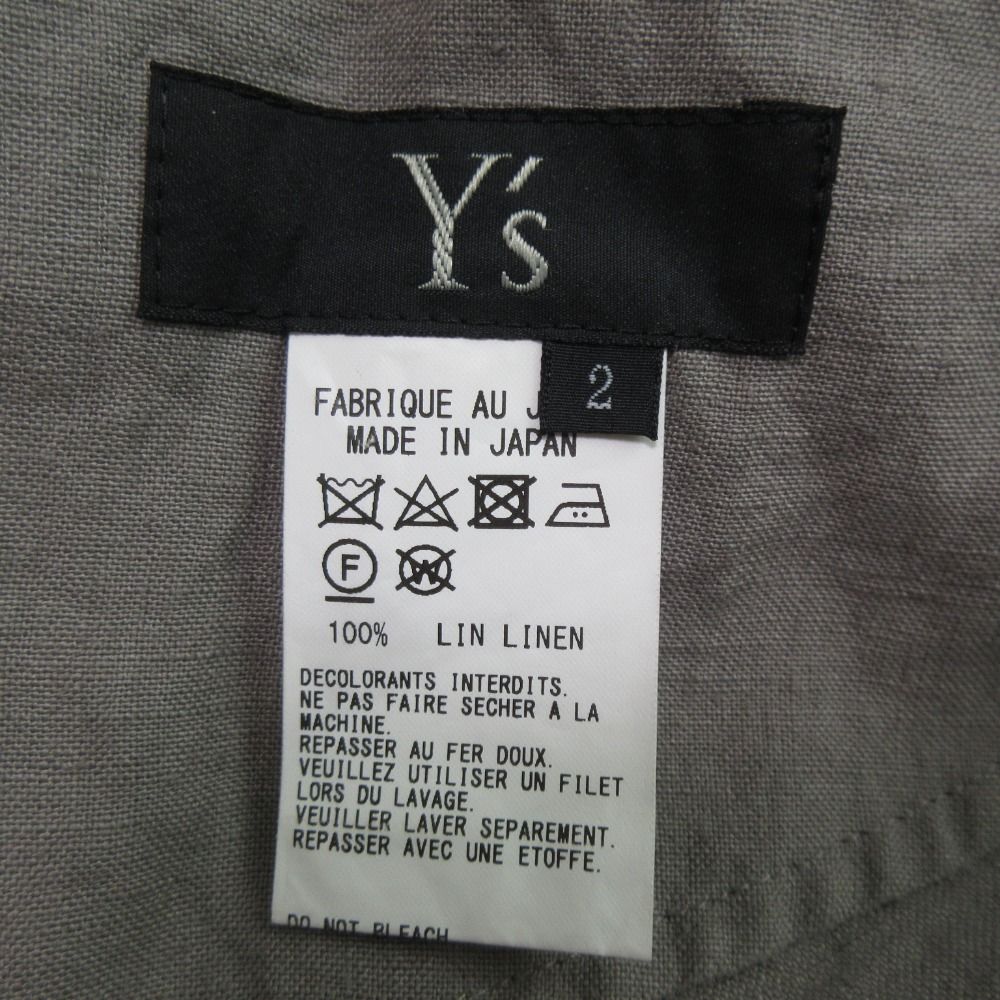 Y's
2
FABRIQUE AU
MADE IN JAPAN
F
W
100% LIN LINEN
DECOLORANTS INTERDITS.
NE PAS FAIRE SECHER A LA
MACHINE.
REPASSER AU FER DOUX.
VEUILLEZ UTILISER UN FILET
LORS DU LAVAGE.
VEUILLER LAVER SEPAREMENT.
REPASSER AVEC UNE ETOFFE.
DO NOT BLEACH